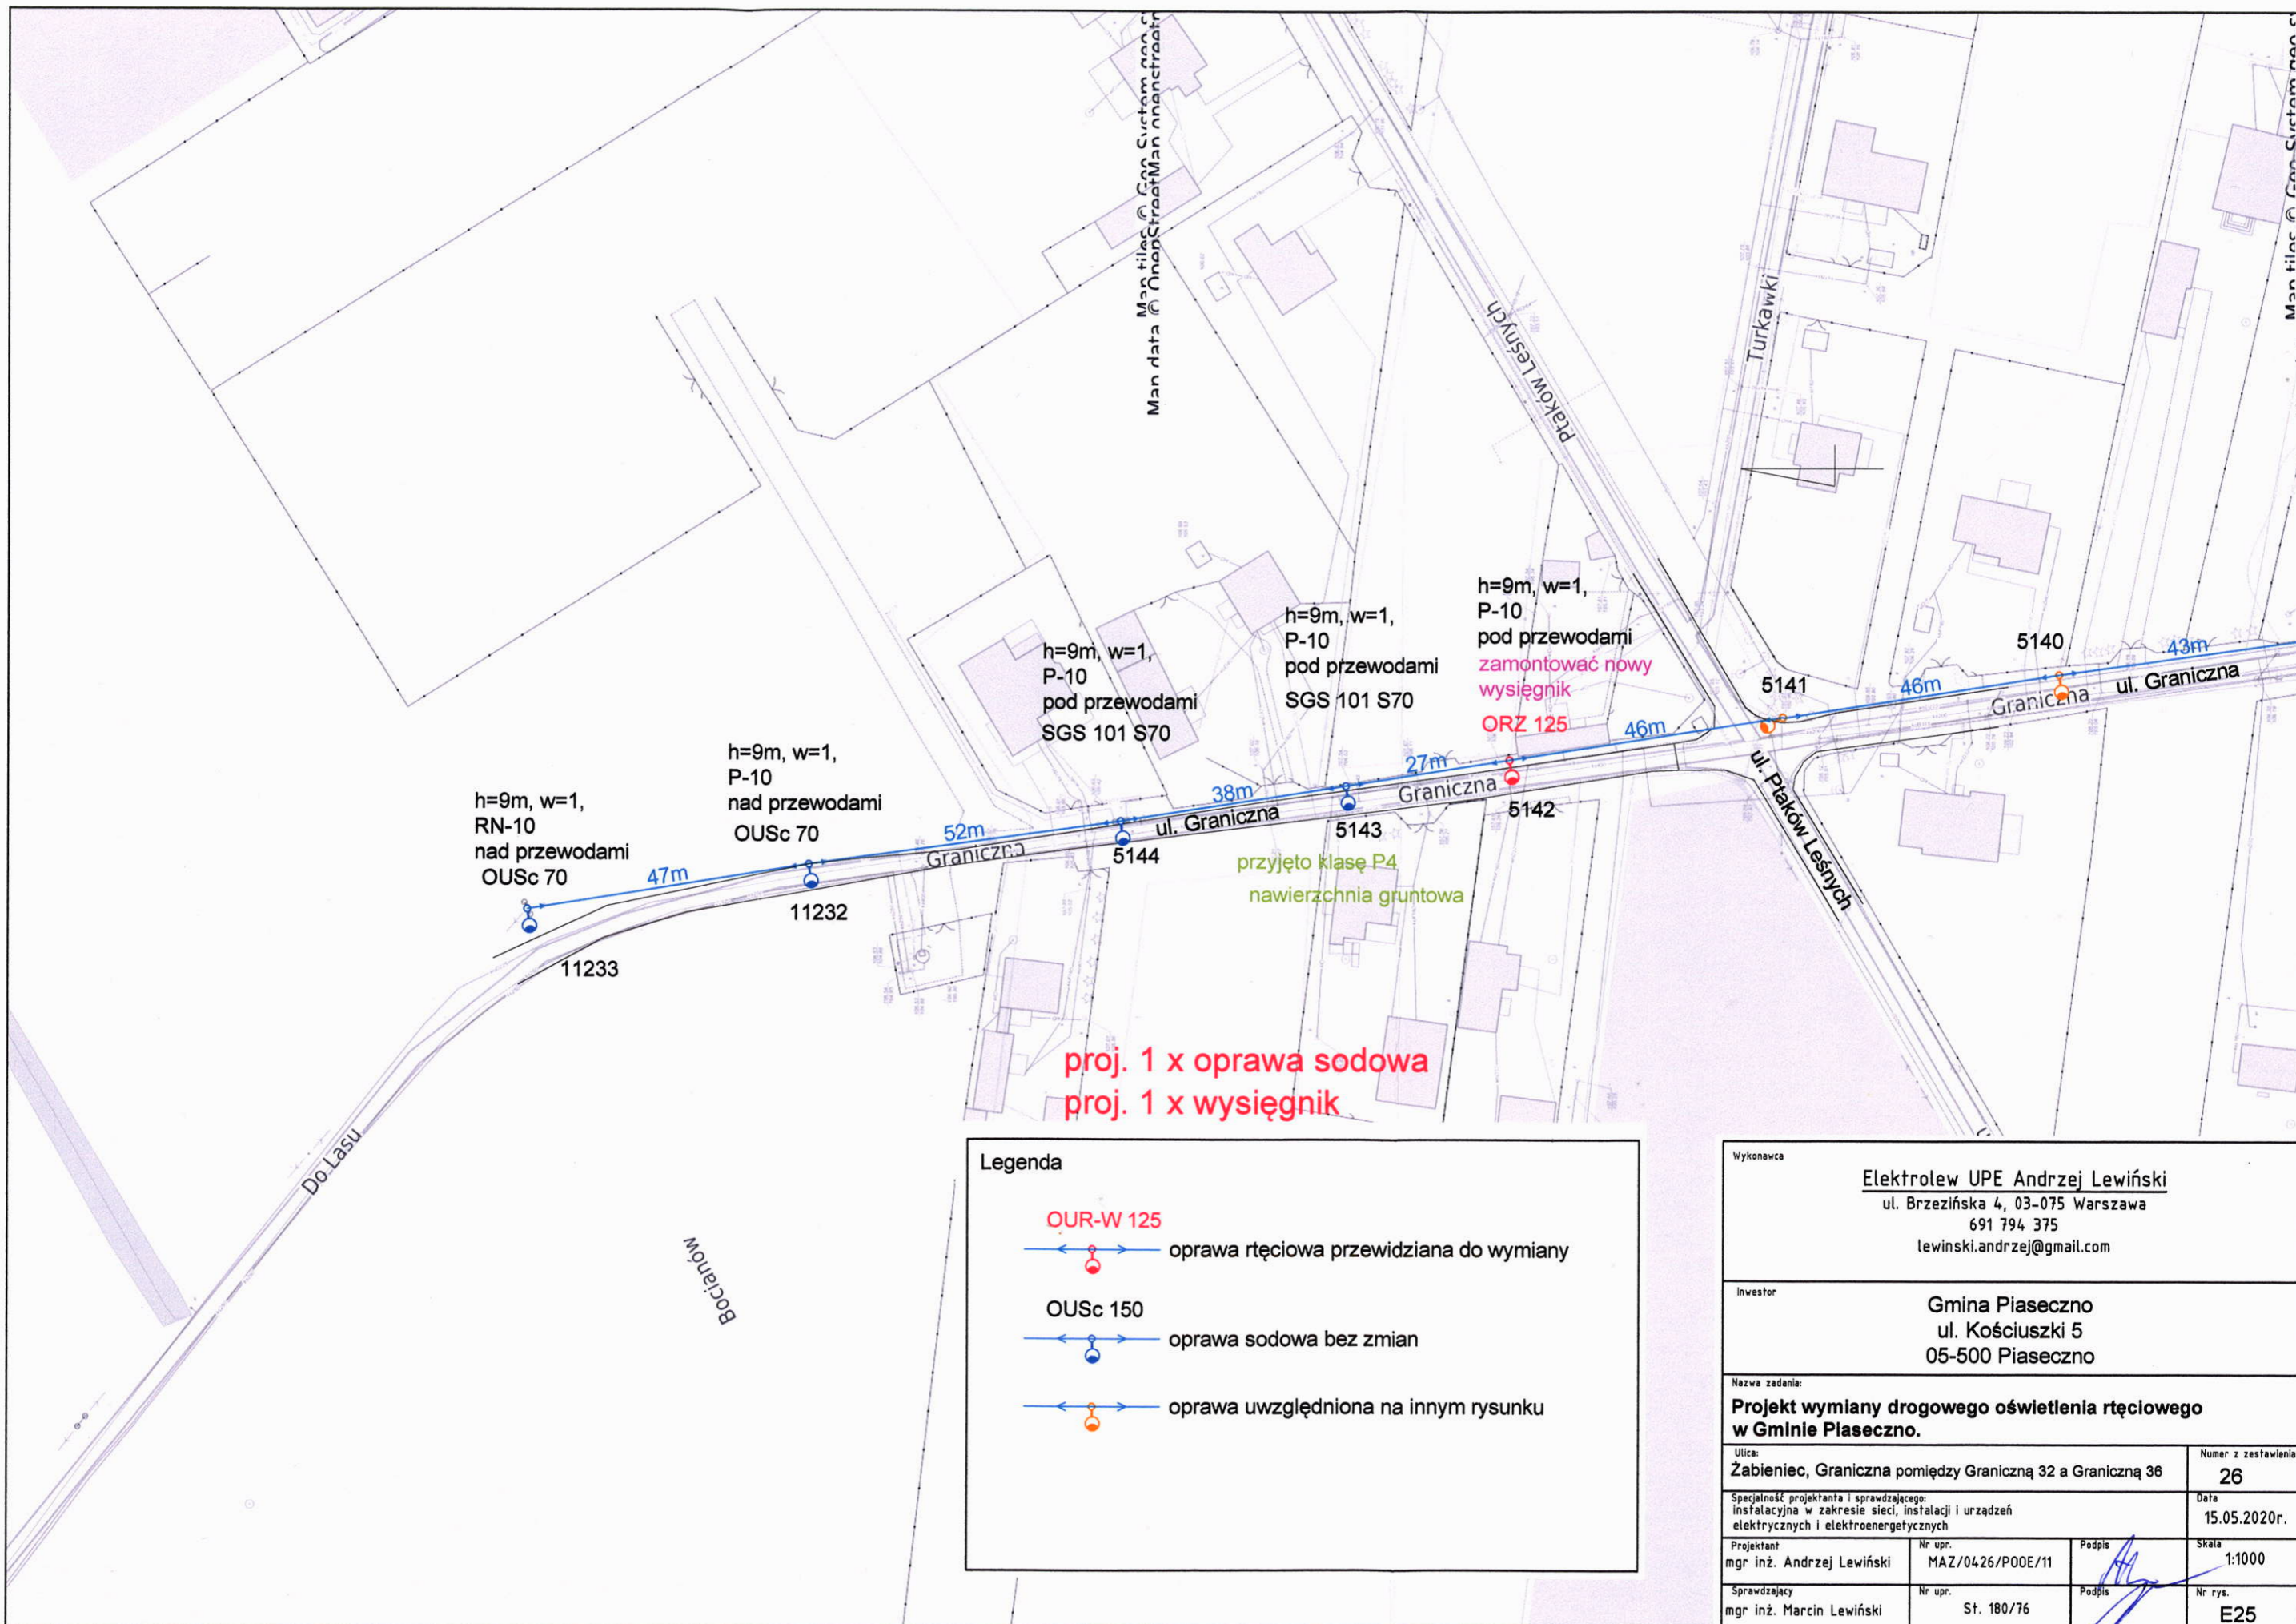 Map tiles © Geo-System geo-s
Map data © OpenStreetMap openstreetm
Map tiles © Geo-System geo-s
Ptaków Leśnych
Turkawki
h=9m, w=1,
RN-10
nad przewodami
OUSc 70
47m
11233
h=9m, w=1,
P-10
nad przewodami
OUSc 70
52m
11232
h=9m, w=1,
P-10
pod przewodami
SGS 101 S70
38m
5144
h=9m, w=1,
P-10
pod przewodami
SGS 101 S70
27m
5143
h=9m, w=1,
P-10
pod przewodami
zamontować nowy
wysięgnik
ORZ 125
46m
5142
5141
46m
5140
43m
Graniczna
ul. Graniczna
Graniczna
Graniczna
ul. Graniczna
ul. Ptaków Leśnych
przyjęto klasę P4
nawierzchnia gruntowa
Do Lasu
Bocianów
proj. 1 x oprawa sodowa
proj. 1 x wysięgnik
Legenda
OUR-W 125
oprawa rtęciowa przewidziana do wymiany
OUSc 150
oprawa sodowa bez zmian
oprawa uwzględniona na innym rysunku
Wykonawca
Elektrolew UPE Andrzej Lewiński
ul. Brzezińska 4, 03-075 Warszawa
691 794 375
lewinski.andrzej@gmail.com
Inwestor
Gmina Piaseczno
ul. Kościuszki 5
05-500 Piaseczno
Nazwa zadania:
Projekt wymiany drogowego oświetlenia rtęciowego
w Gminie Piaseczno.
Ulica:
Żabieniec, Graniczna pomiędzy Graniczną 32 a Graniczną 36
Numer z zestawienia
26
Specjalność projektanta i sprawdzającego:
instalacyjna w zakresie sieci, instalacji i urządzeń
elektrycznych i elektroenergetycznych
Data
15.05.2020r.
Projektant
mgr inż. Andrzej Lewiński
Nr upr.
MAZ/0426/POOE/11
Podpis
Skala
1:1000
Sprawdzający
mgr inż. Marcin Lewiński
Nr upr.
St. 180/76
Podpis
Nr rys.
E25